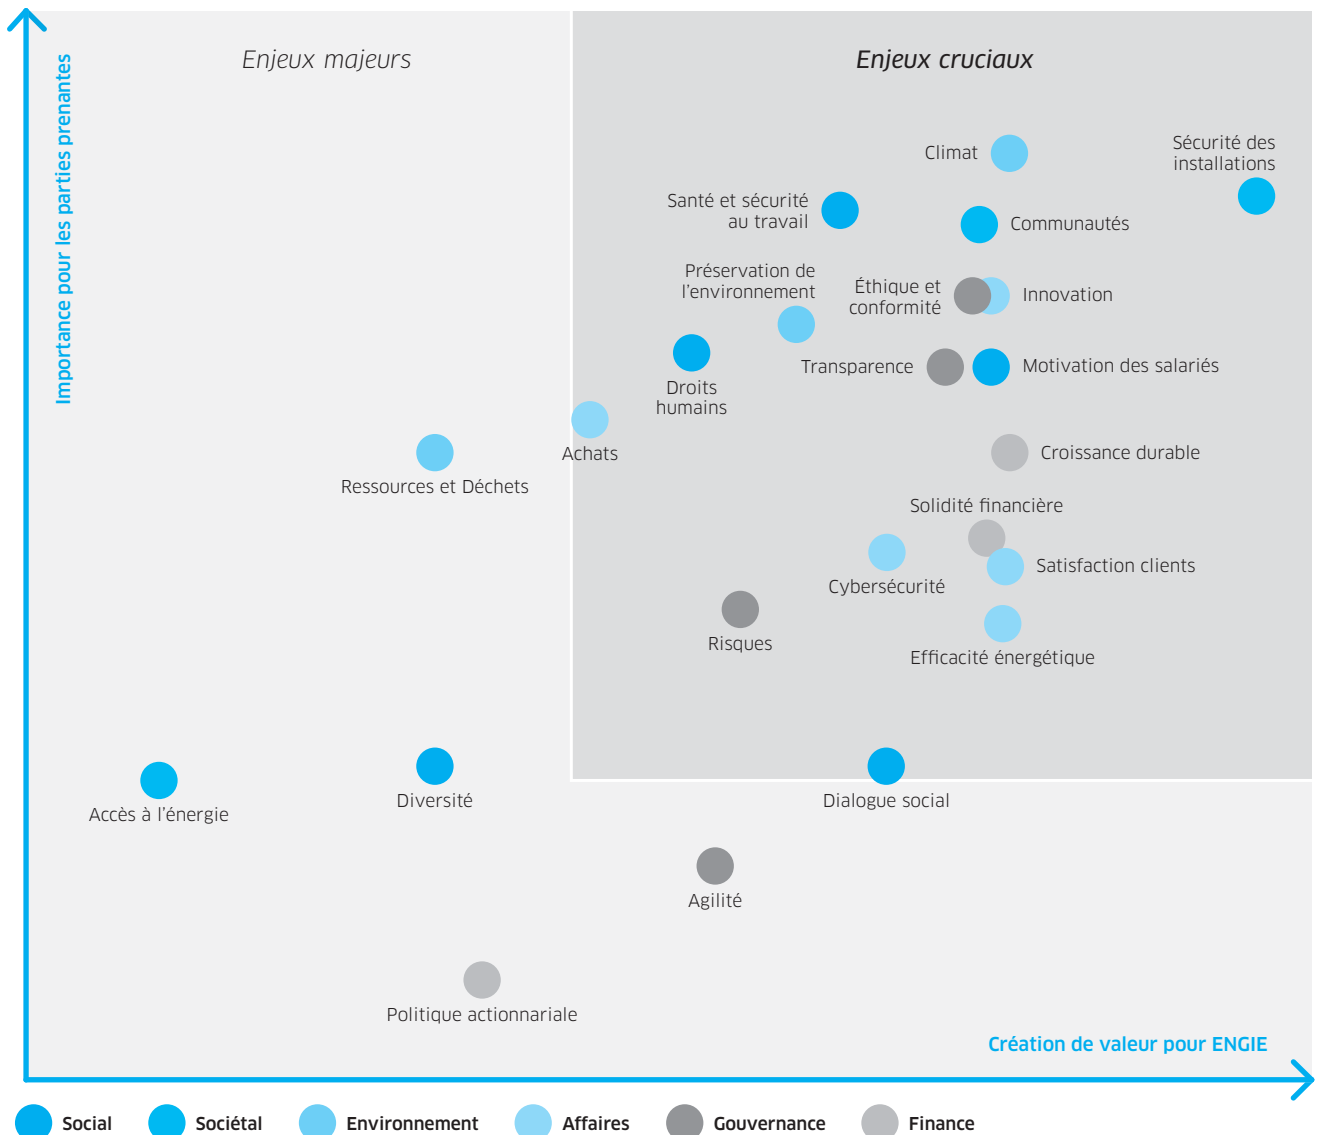 Importance pour les parties prenantes
Enjeux majeurs
Enjeux cruciaux
Climat
Sécurité des
installations
Santé et sécurité
au travail
Communautés
Préservation de
l'environnement
Éthique et
conformité
Innovation
Transparence
Motivation des salariés
Droits
humains
Achats
Croissance durable
Ressources et Déchets
Solidité financière
Satisfaction clients
Cybersécurité
Risques
Efficacité énergétique
Accès à l'énergie
Diversité
Dialogue social
Agilité
Politique actionnariale
Création de valeur pour ENGIE
Social
Sociétal
Environnement
Affaires
Gouvernance
Finance